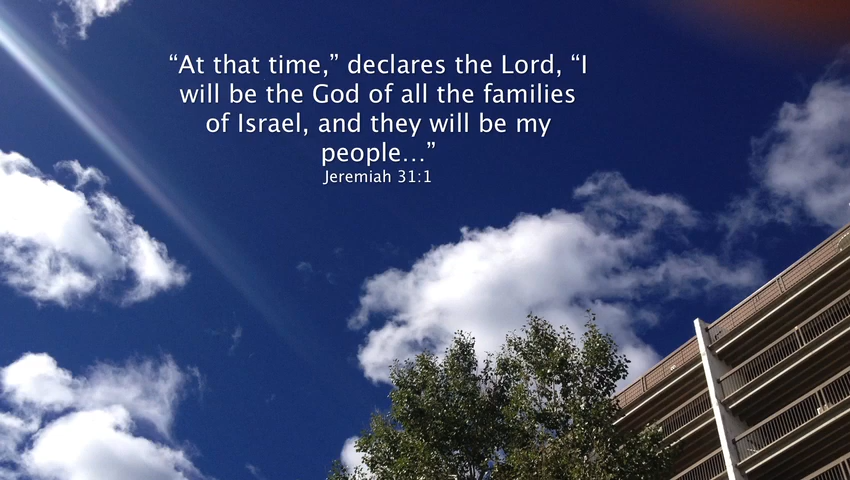 “At that time,” declares the Lord, “I
will be the God of all the families
of Israel, and they will be my
people…”
Jeremiah 31:1